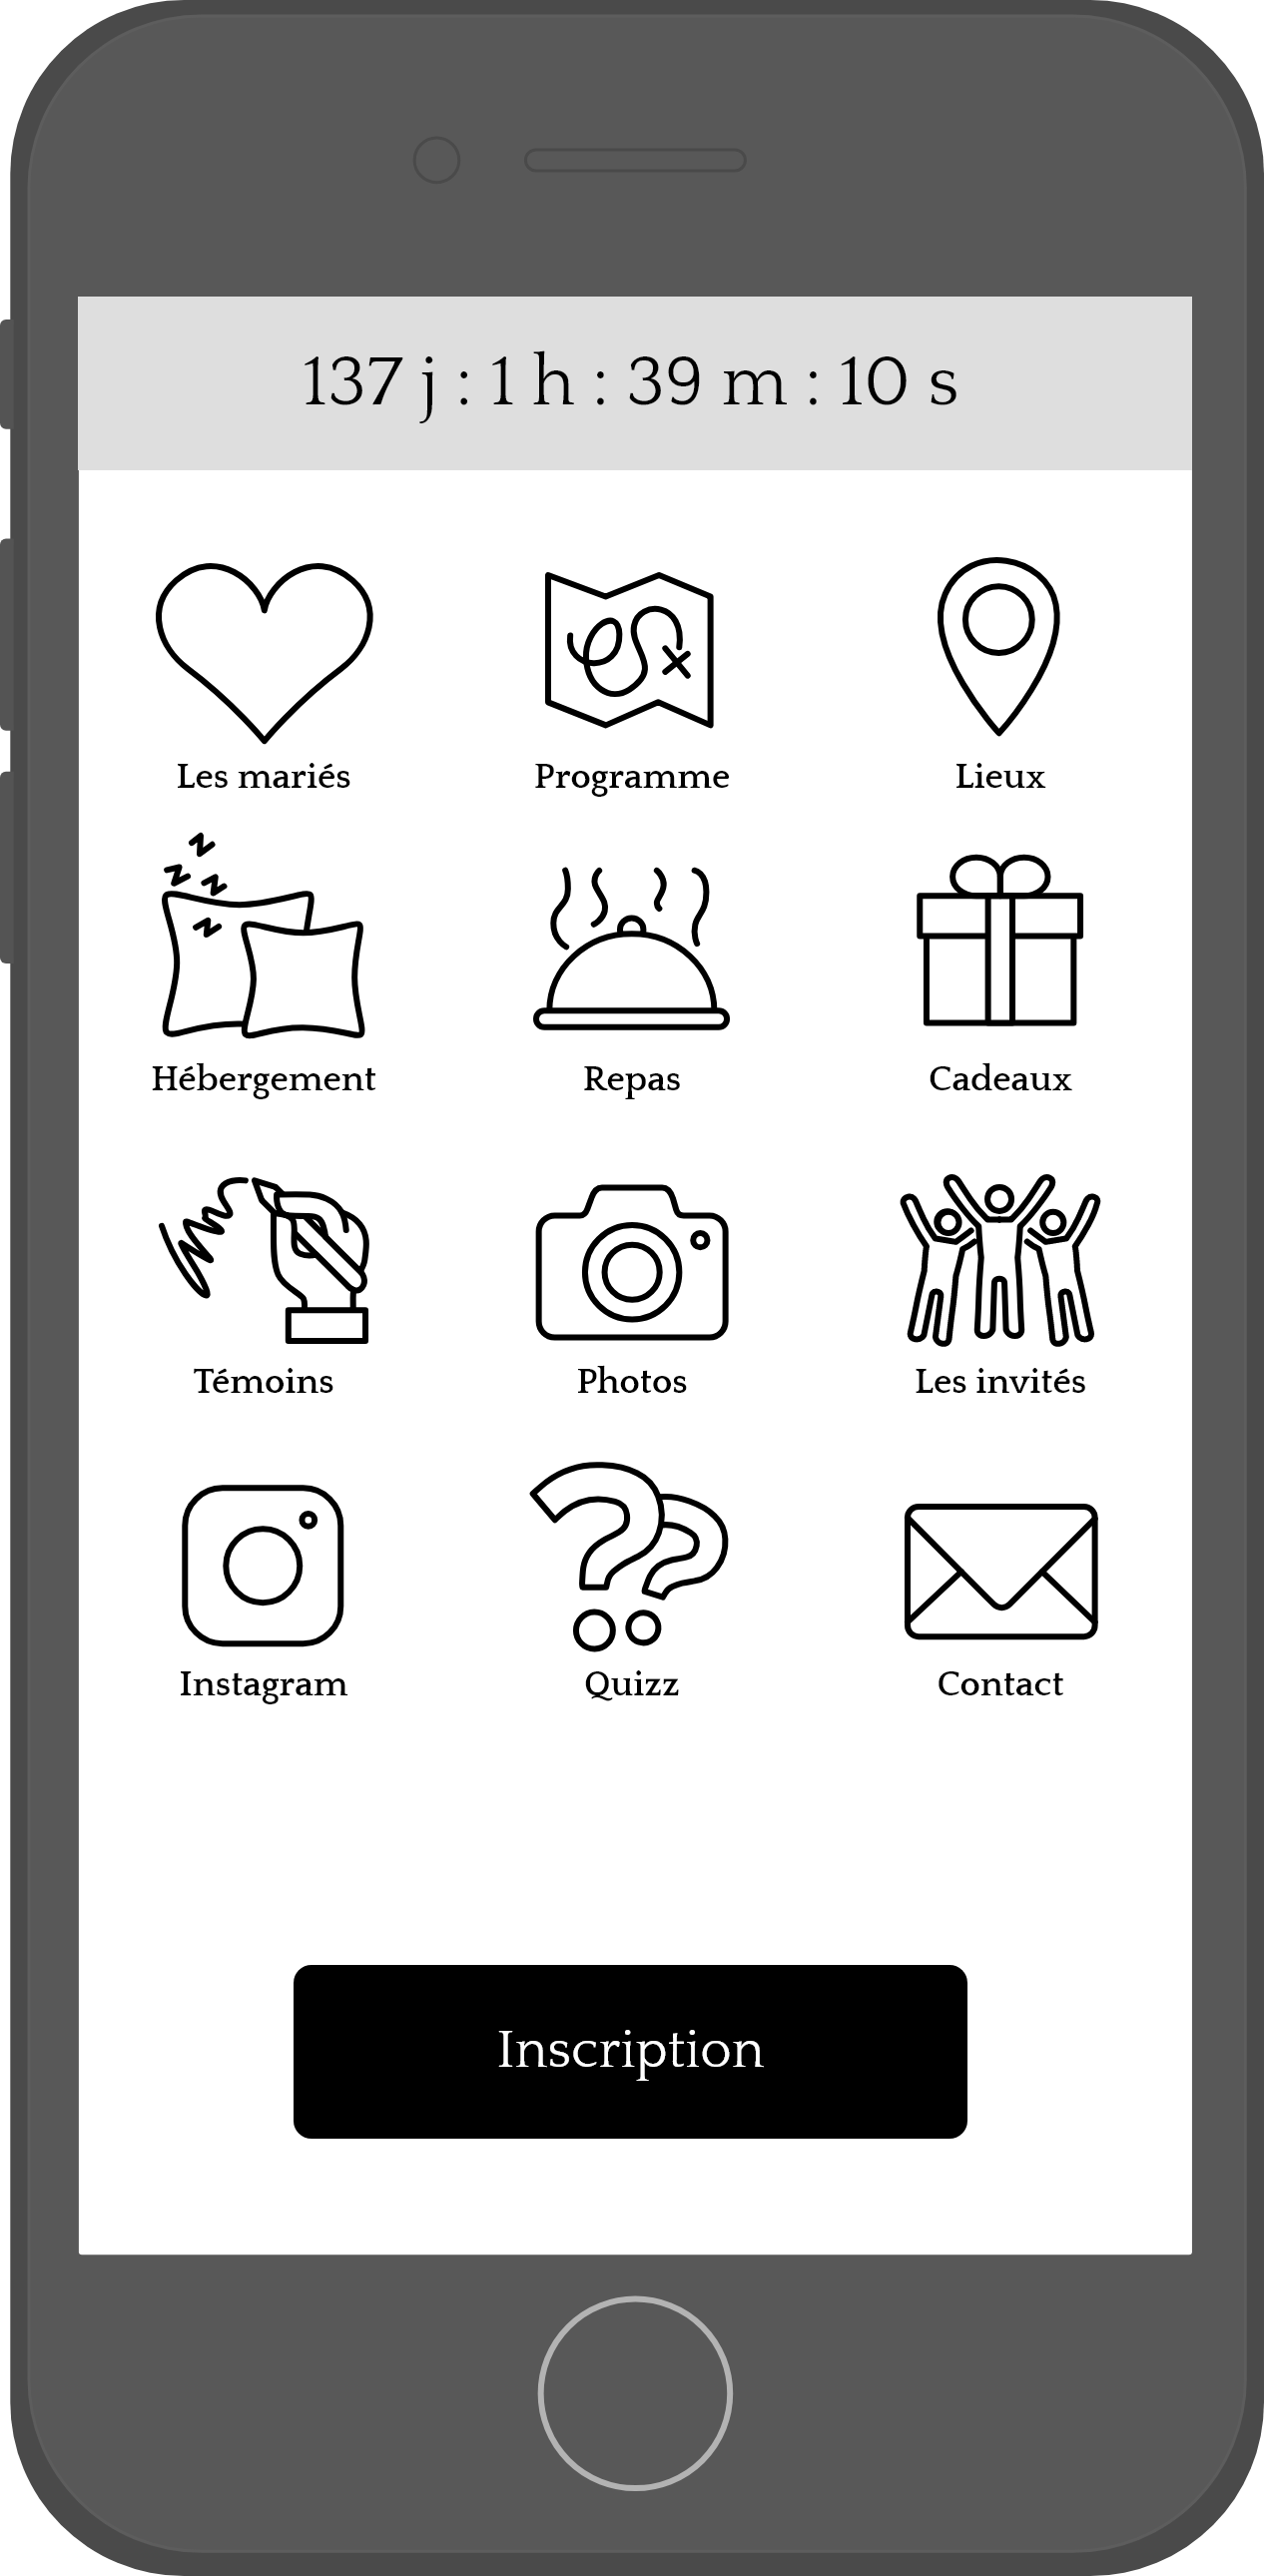 137 j : 1 h : 39 m : 10 s
Les mariés
Programme
Lieux
Hébergement
Repas
Cadeaux
Témoins
Photos
Les invités
Instagram
Quizz
Contact
Inscription